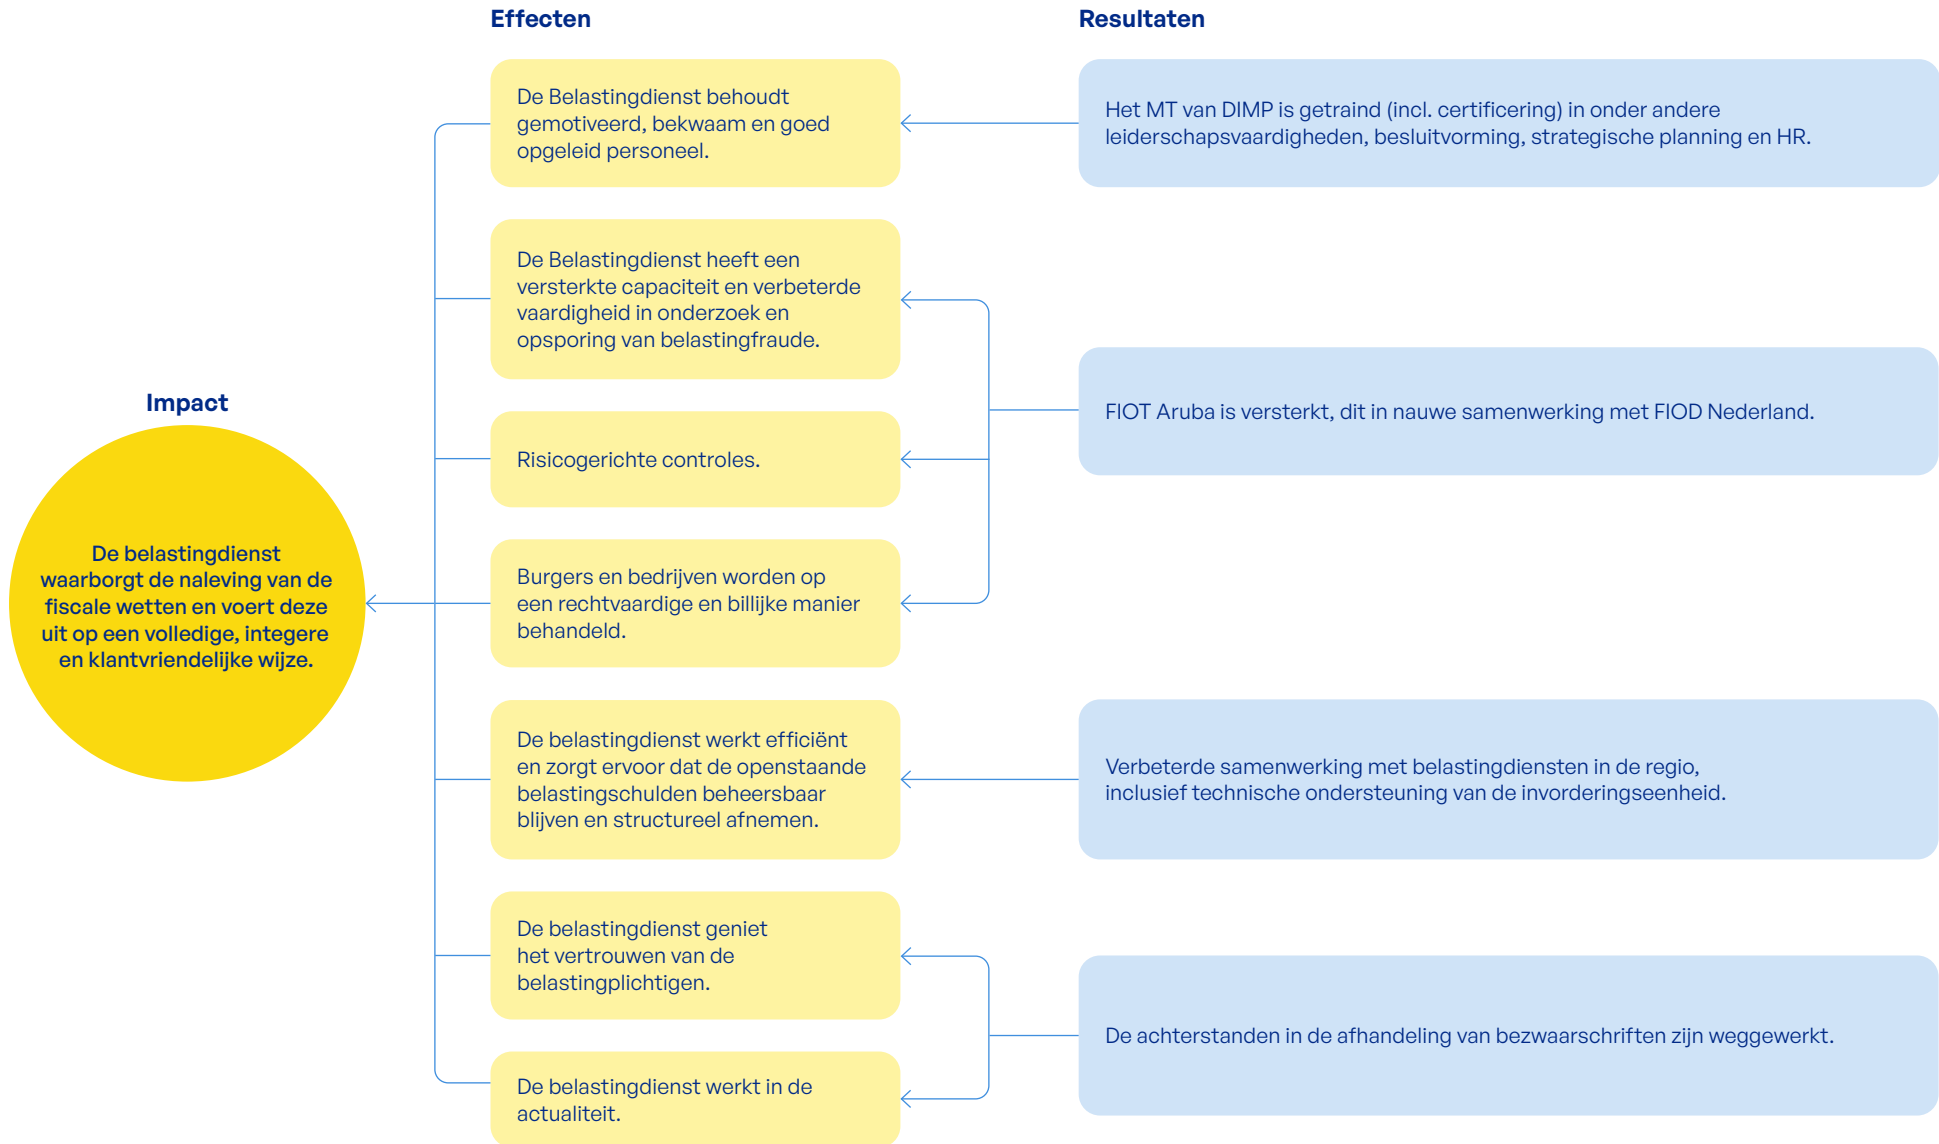 Effecten
Resultaten
De Belastingdienst behoudt
gemotiveerd, bekwaam en goed
opgeleid personeel.
Het MT van DIMP is getraind (incl. certificering) in onder andere
leiderschapsvaardigheden, besluitvorming, strategische planning en HR.
De Belastingdienst heeft een
versterkte capaciteit en verbeterde
vaardigheid in onderzoek en
opsporing van belastingfraude.
FIOT Aruba is versterkt, dit in nauwe samenwerking met FIOD Nederland.
Impact
Risicogerichte controles.
De belastingdienst
waarborgt de naleving van de
fiscale wetten en voert deze
uit op een volledige, integere
en klantvriendelijke wijze.
Burgers en bedrijven worden op
een rechtvaardige en billijke manier
behandeld.
De belastingdienst werkt efficiënt
en zorgt ervoor dat de openstaande
belastingschulden beheersbaar
blijven en structureel afnemen.
Verbeterde samenwerking met belastingdiensten in de regio,
inclusief technische ondersteuning van de invorderingseenheid.
De belastingdienst geniet
het vertrouwen van de
belastingplichtigen.
De achterstanden in de afhandeling van bezwaarschriften zijn weggewerkt.
De belastingdienst werkt in de
actualiteit.